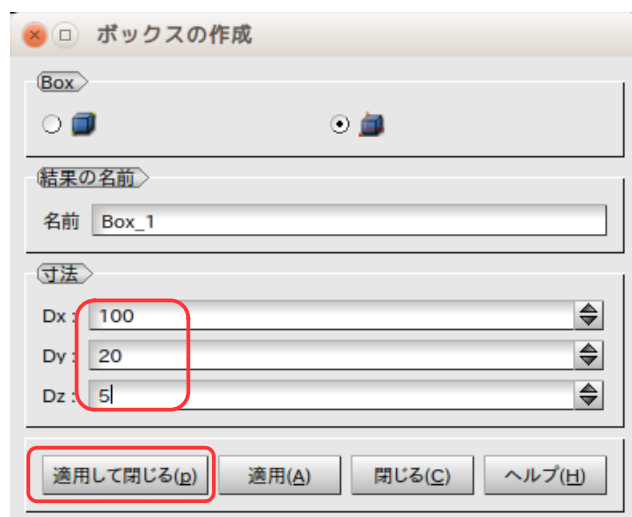 ボックスの作成
Box
結果の名前
名前 Box_1
寸法
Dx : 100
Dy : 20
Dz : 5
適用して閉じる(p) 適用(A) 閉じる(C) ヘルプ(H)